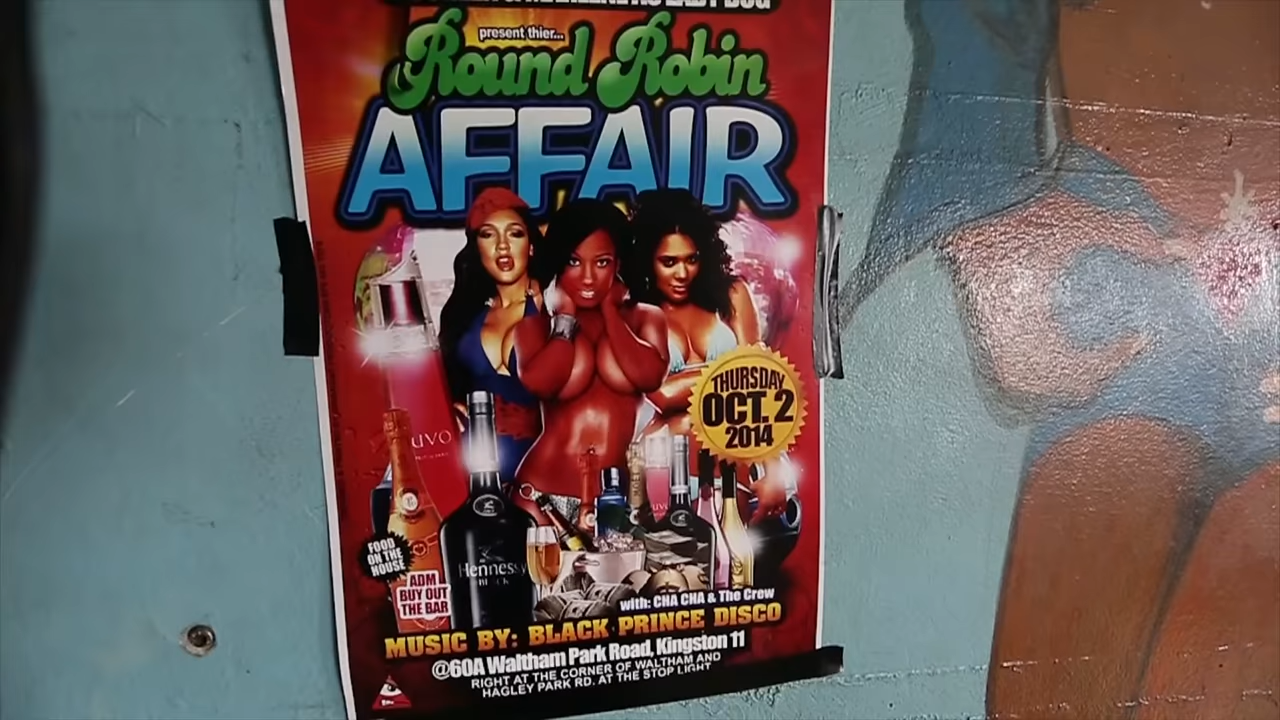 present thier...
Round Robin
AFFAIR
THURSDAY
OCT. 2
2014
UVO
FOOD
ON THE
HOUSE
ADM
BUY OUT
THE BAR
Hennessy
BLACK
with: CHA CHA & The Crew
MUSIC BY: BLACK PRINCE DISCO
@60A Waltham Park Road, Kingston 11
RIGHT AT THE CORNER OF WALTHAM AND
HAGLEY PARK RD. AT THE STOP LIGHT